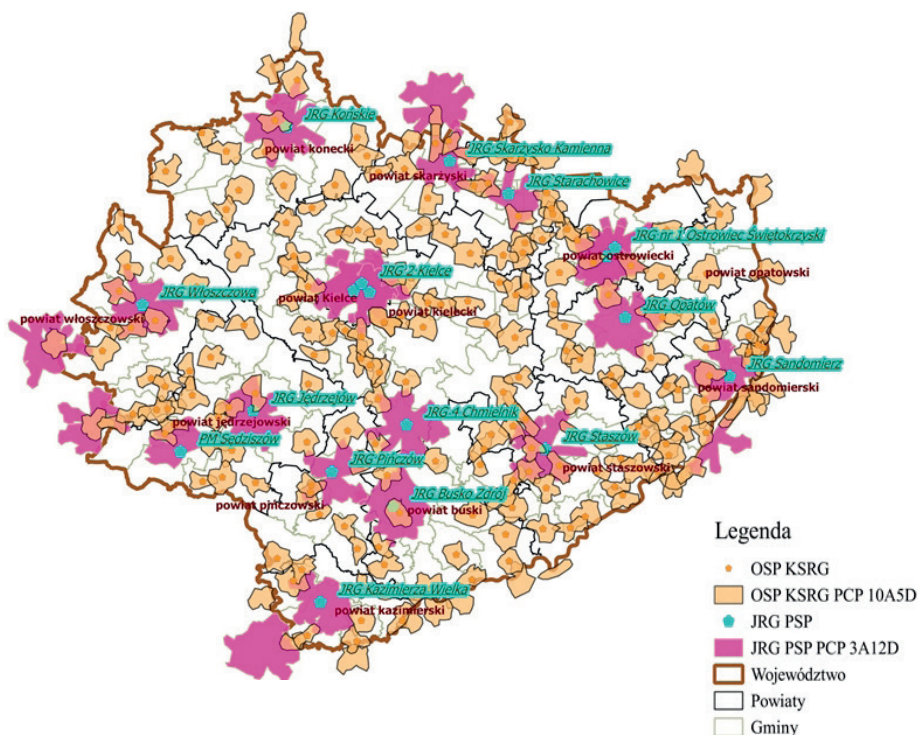 JRG Końskie
powiat konecki
JRG Skarżysko Kamienna
powiat skarżyski
JRG Starachowice
JRG nr 1 Ostrowiec Świętokrzyski
powiat ostrowiecki
powiat opatowski
JRG 2 Kielce
powiat Kielce
powiat kielecki
JRG Włoszczowa
powiat włoszczowski
JRG Opatów
JRG Sandomierz
powiat sandomierski
JRG Jędrzejów
powiat jędrzejowski
JRG 4 Chmielnik
PM Sędziszów
JRG Staszów
powiat staszowski
JRG Pińczów
powiat pińczowski
JRG Busko Zdrój
powiat buski
JRG Kazimierza Wielka
powiat kazimierski
Legenda
OSP KSRG
OSP KSRG PCP 10A5D
JRG PSP
JRG PSP PCP 3A12D
Województwo
Powiaty
Gminy